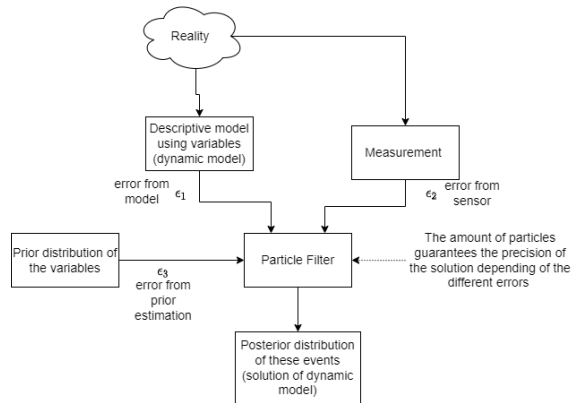 Reality
Descriptive model
using variables
(dynamic model)
Measurement
error from
model ϵ1
ϵ2 error from
sensor
Prior distribution of
the variables
ϵ3
error from
prior
estimation
Particle Filter
The amount of particles
guarantees the precision of
the solution depending of the
different errors
Posterior distribution
of these events
(solution of dynamic
model)